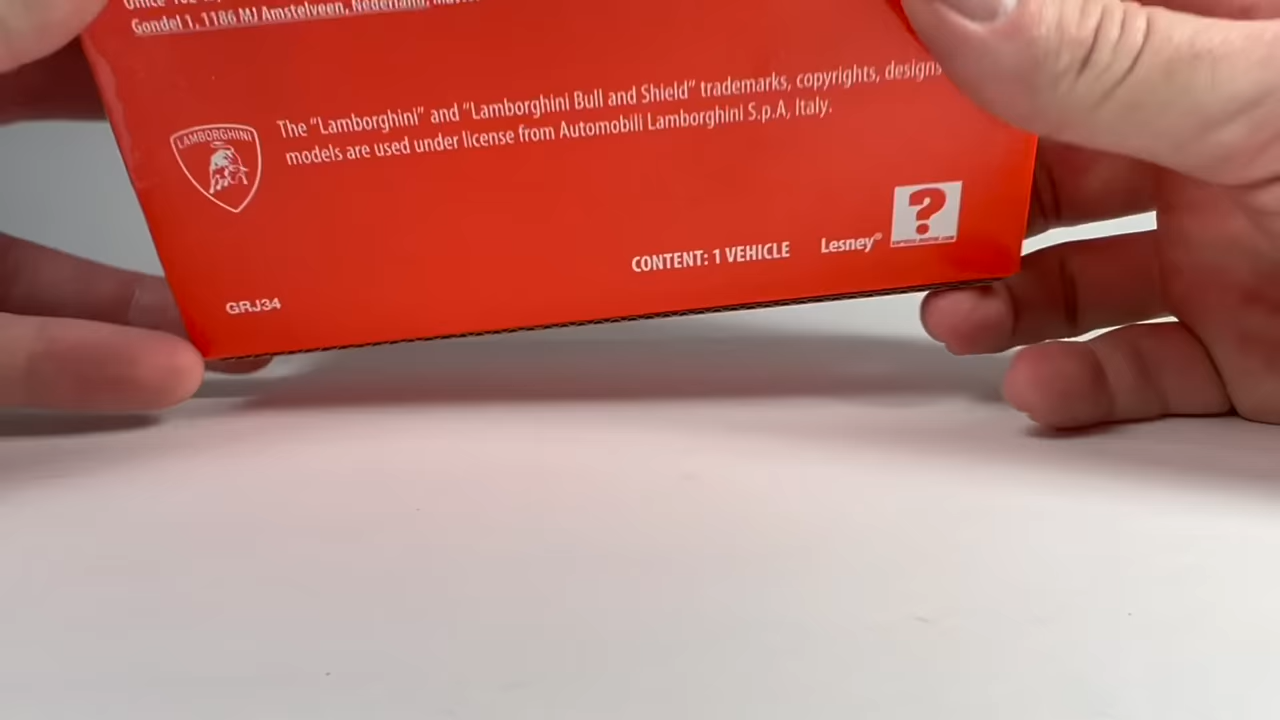 Gondel 1, 1186 MJ Amstelveen, Nederland,
LAMBORGHINI
The “Lamborghini” and “Lamborghini Bull and Shield” trademarks, copyrights, designs
models are used under license from Automobili Lamborghini S.p.A, Italy.
?
CONTENT: 1 VEHICLE
Lesney®
GRJ34